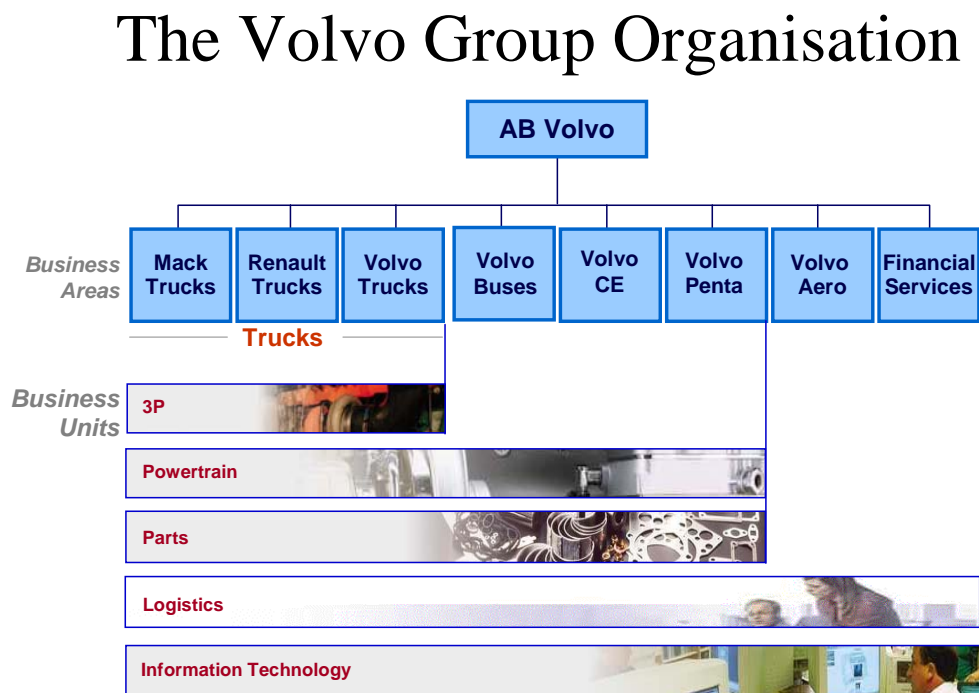 The Volvo Group Organisation
AB Volvo
Business
Areas
Mack
Trucks
Renault
Trucks
Volvo
Trucks
Volvo
Buses
Volvo
CE
Volvo
Penta
Volvo
Aero
Financial
Services
Trucks
Business
Units
3P
Powertrain
Parts
Logistics
Information Technology